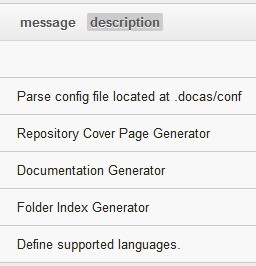 message description
Parse config file located at .docas/conf
Repository Cover Page Generator
Documentation Generator
Folder Index Generator
Define supported languages.